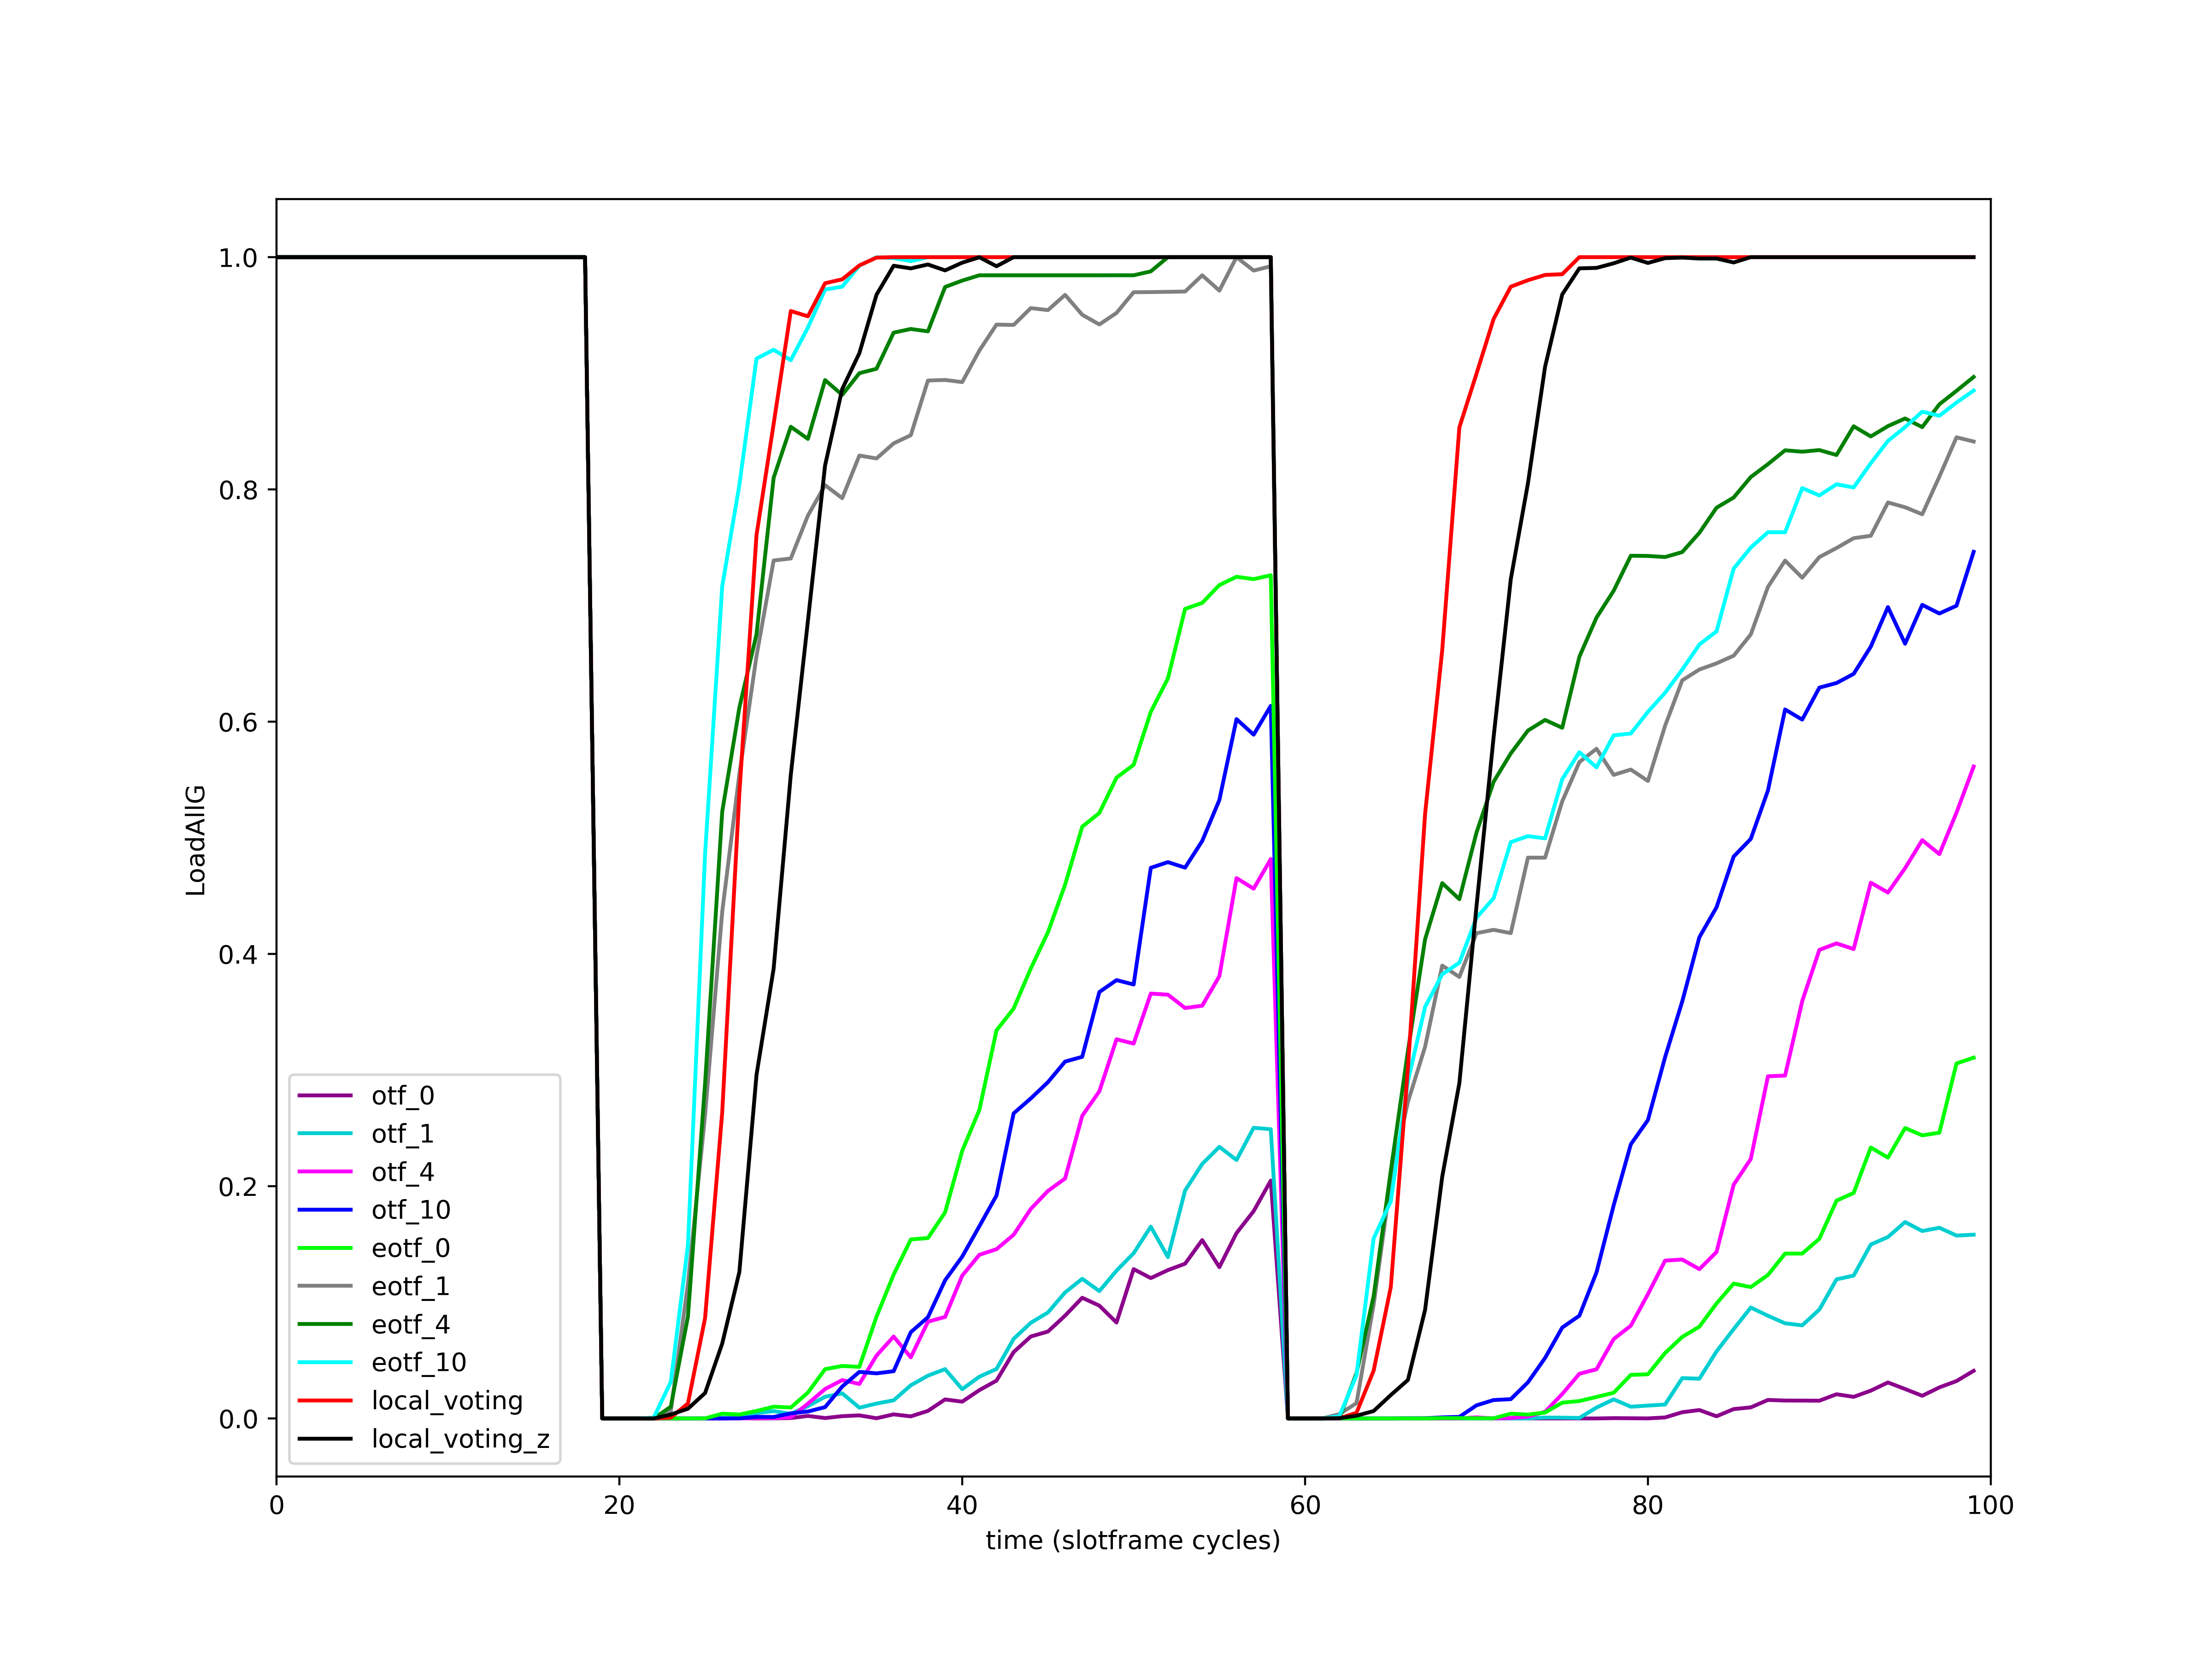 1.0
0.8
0.6
0.4
0.2
0.0
LoadAllG
otf_0
otf_1
otf_4
otf_10
eotf_0
eotf_1
eotf_4
eotf_10
local_voting
local_voting_z
0 20 40 60 80 100
time (slotframe cycles)